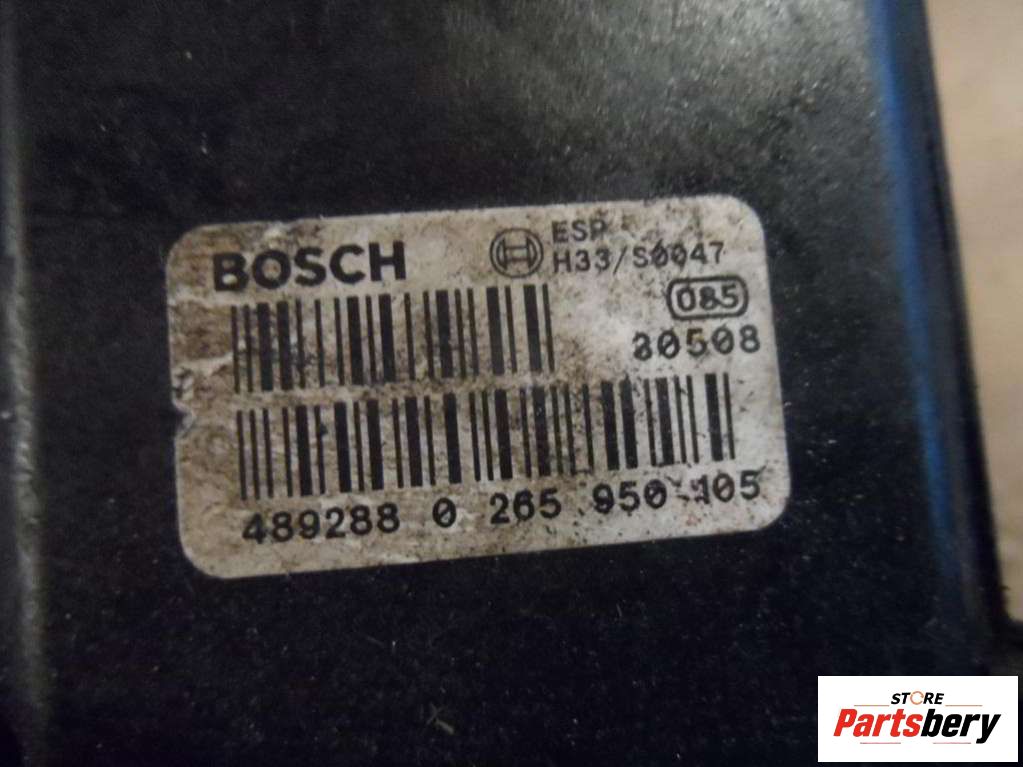 BOSCH
ESP
H33/S0047
085
30508
489288 0 265 950 105
STORE
Partsbery